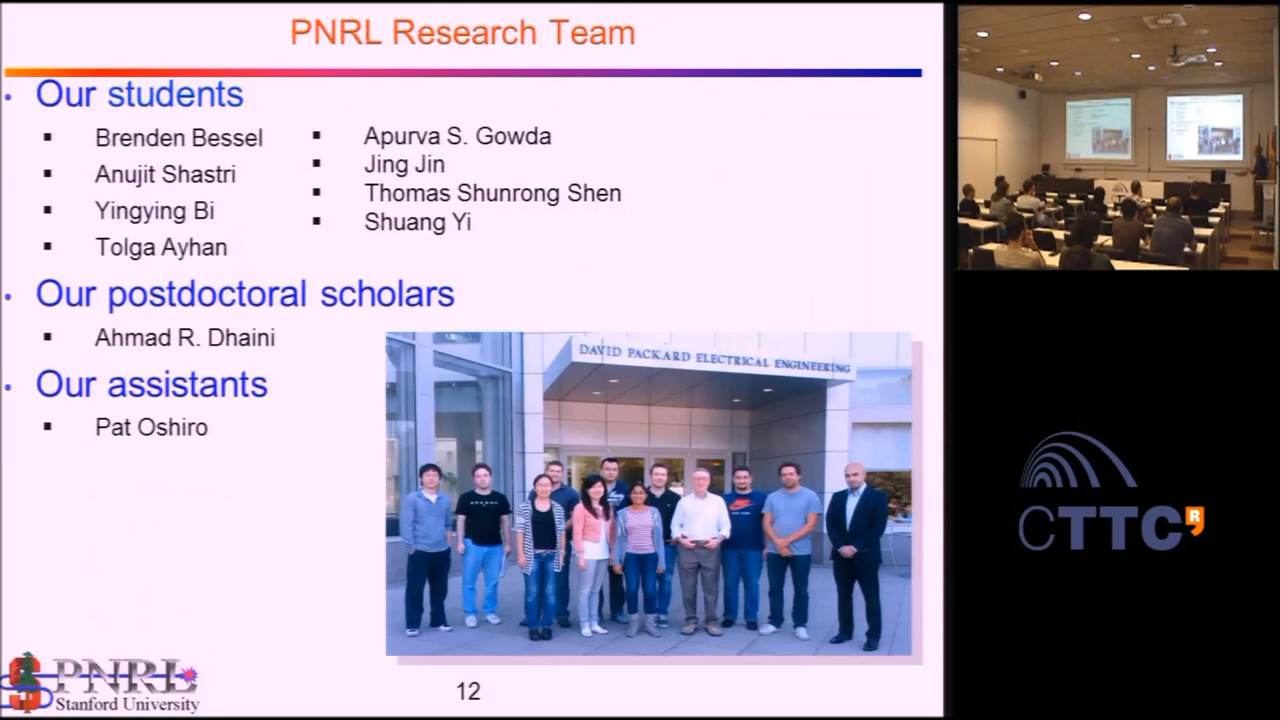 PNRL Research Team
Our students
Brenden Bessel
Anujit Shastri
Yingying Bi
Tolga Ayhan
Apurva S. Gowda
Jing Jin
Thomas Shunrong Shen
Shuang Yi
Our postdoctoral scholars
Ahmad R. Dhaini
Our assistants
Pat Oshiro
DAVID PACKARD ELECTRICAL ENGINEERING
PNRL
Stanford University
12
CTTC R